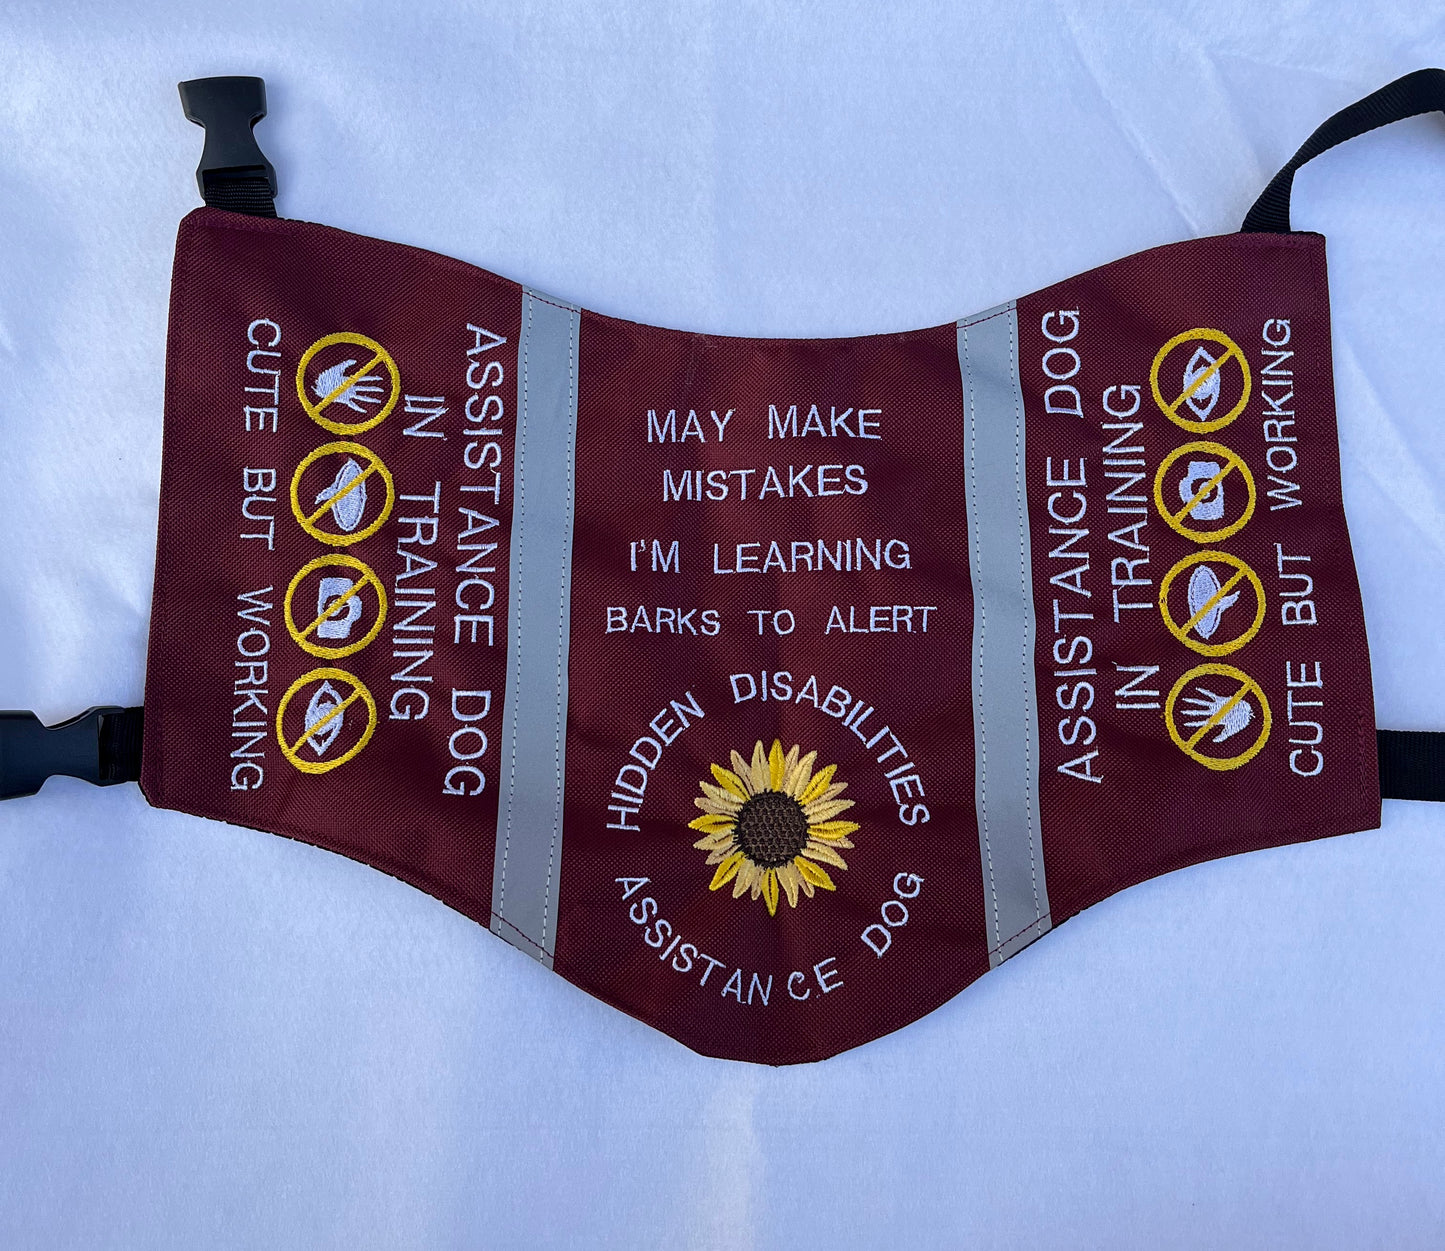 ASSISTANCE DOG
IN TRAINING
CUTE BUT WORKING
MAY MAKE
MISTAKES
I'M LEARNING
BARKS TO ALERT
HIDDEN DISABILITIES
ASSISTANCE DOG
ASSISTANCE DOG
IN TRAINING
CUTE BUT WORKING